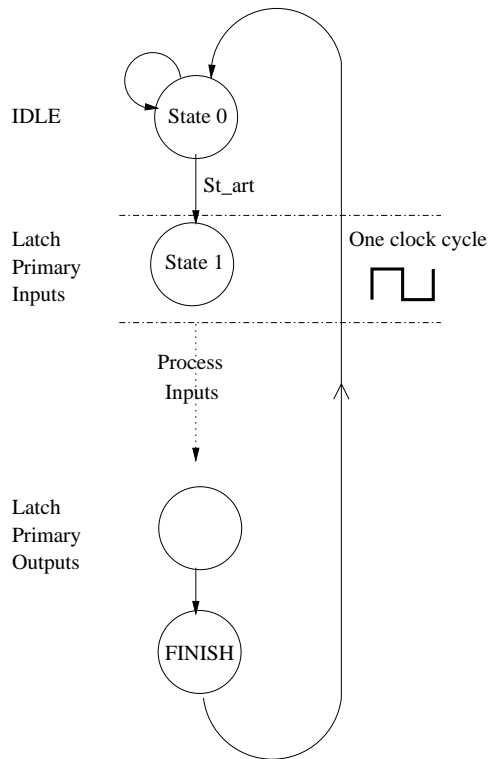 IDLE
State 0
St_art
Latch
Primary
Inputs
State 1
One clock cycle
Process
Inputs
Latch
Primary
Outputs
FINISH